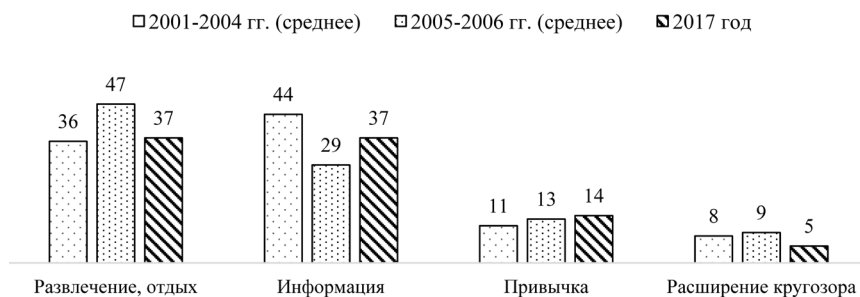 2001-2004 гг. (среднее) 2005-2006 гг. (среднее) 2017 год
36 47 37 44 29 37 11 13 14 8 9 5
Развлечение, отдых Информация Привычка Расширение кругозора